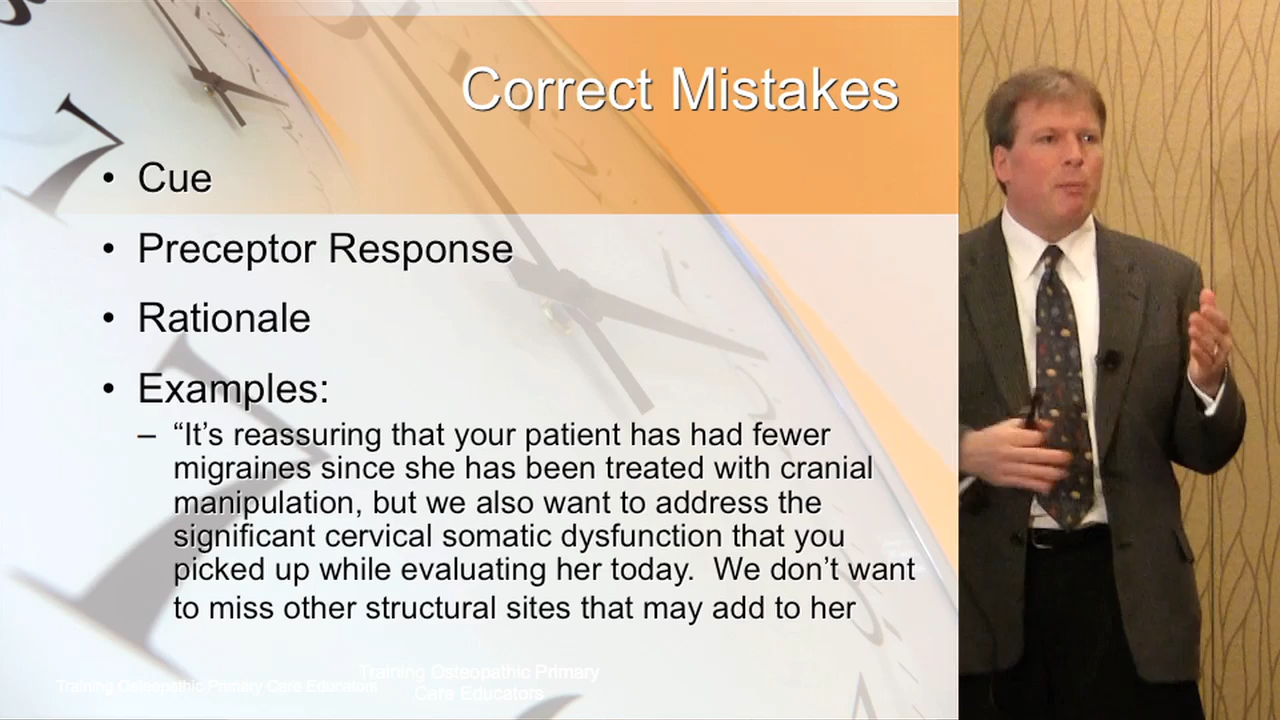 Correct Mistakes
• Cue
• Preceptor Response
• Rationale
• Examples:
– “It’s reassuring that your patient has had fewer
migraines since she has been treated with cranial
manipulation, but we also want to address the
significant cervical somatic dysfunction that you
picked up while evaluating her today.  We don’t want
to miss other structural sites that may add to her
Training Osteopathic Primary Care Educators
Training Osteopathic Primary
Care Educators